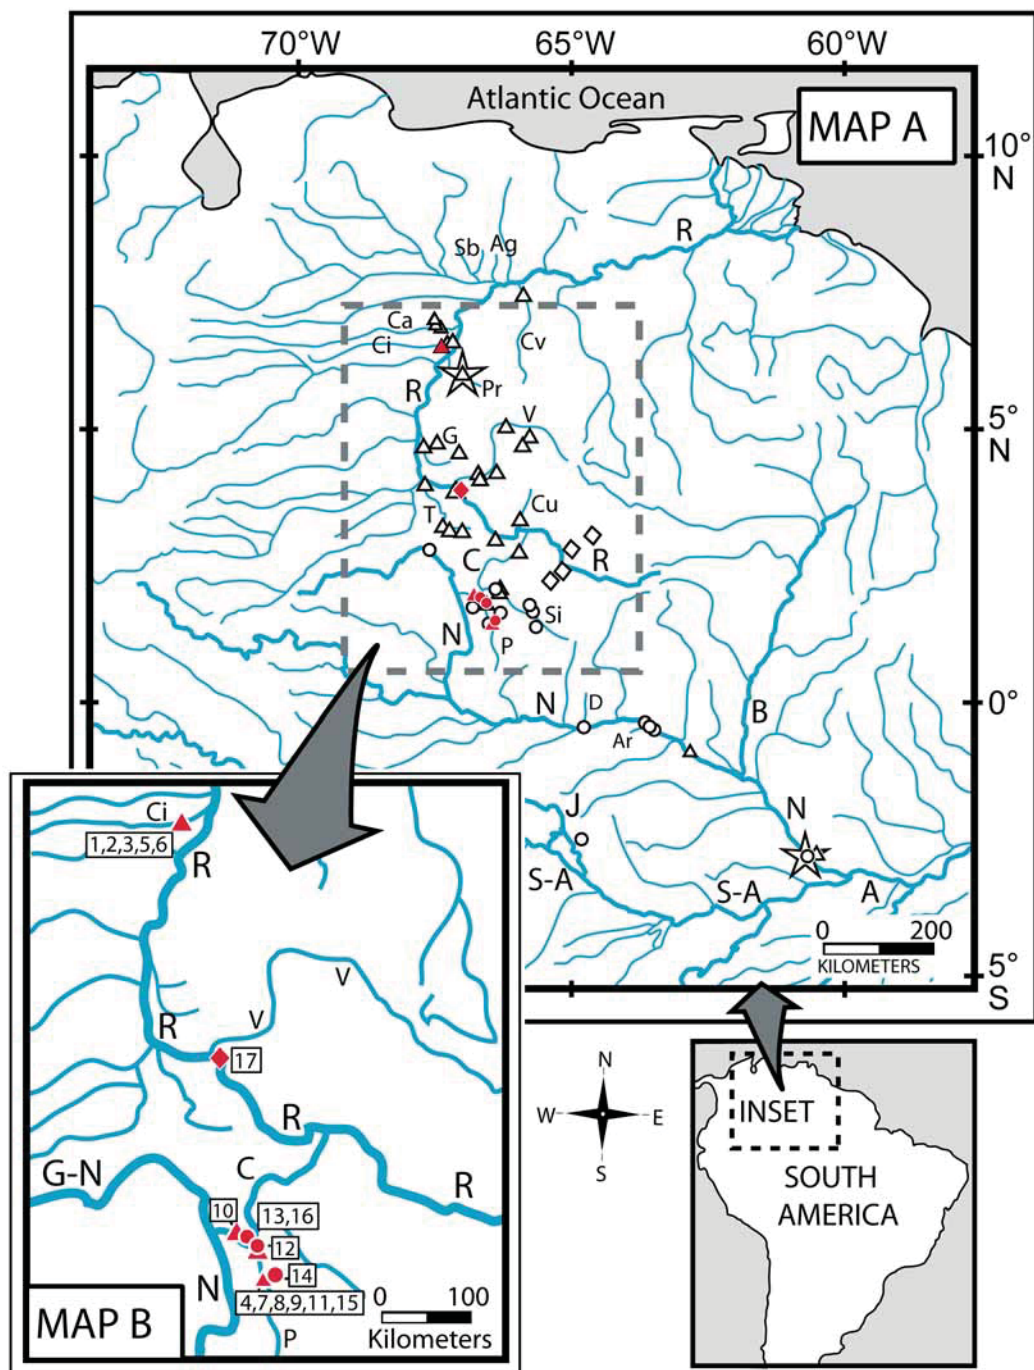 70°W 65°W 60°W
Atlantic Ocean
MAP A
10°
N
R
Sb Ag
Ca
Ci
Cv
R
Pr
V
5°
N
G
Cu
T
C
R
Si
N
P
0°
N
D
B
Ar
J
N
S-A
S-A
A
0 200
KILOMETERS
5°
S
Ci
1,2,3,5,6
R
V
V
R
17
R
G-N
C
R
10
13,16
12
14
N
4,7,8,9,11,15
P
MAP B
0 100
Kilometers
N
W E
S
INSET
SOUTH
AMERICA